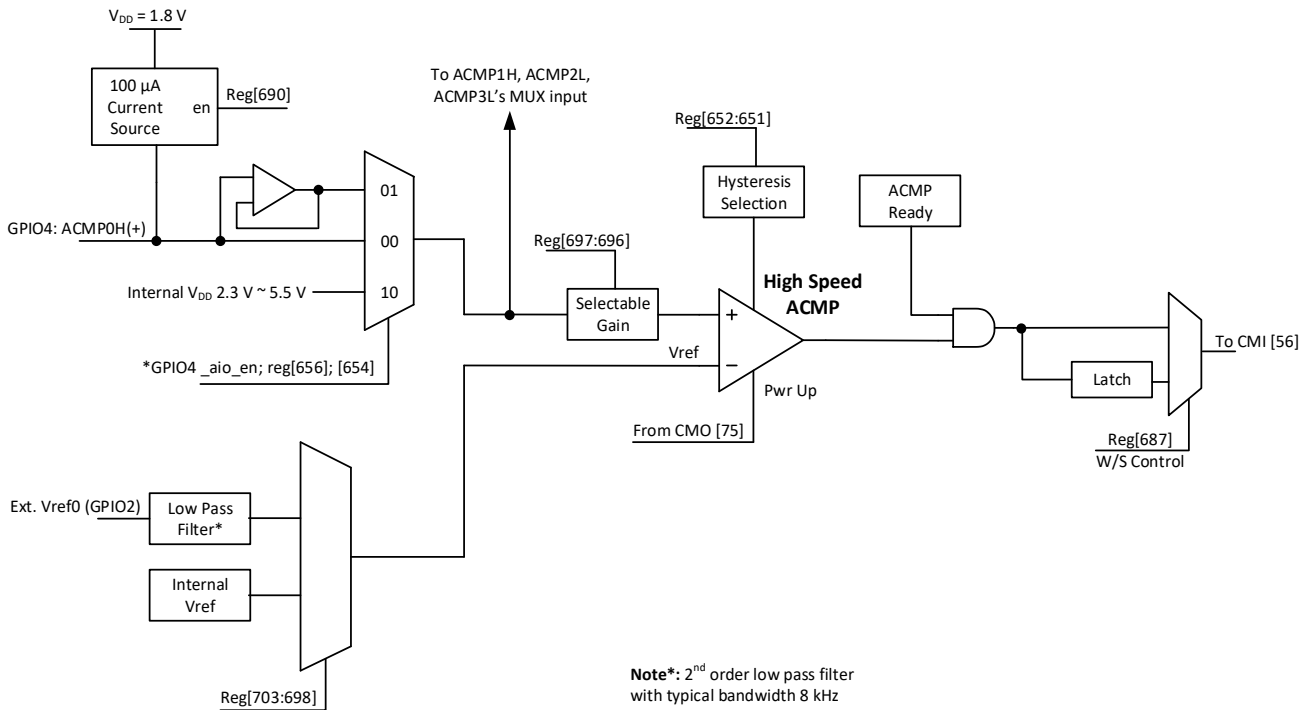 VDD = 1.8 V
100 µA
Current
Source
en
Reg[690]
To ACMP1H, ACMP2L,
ACMP3L's MUX input
Reg[652:651]
Hysteresis
Selection
ACMP
Ready
01
GPIO4: ACMP0H(+)
00
Reg[697:696]
High Speed
ACMP
Internal VDD 2.3 V ~ 5.5 V
10
Selectable
Gain
+
To CMI [56]
*GPIO4 _aio_en; reg[656]; [654]
Vref
−
Latch
Pwr Up
From CMO [75]
Reg[687]
W/S Control
Ext. Vref0 (GPIO2)
Low Pass
Filter*
Internal
Vref
Note*: 2nd order low pass filter
with typical bandwidth 8 kHz
Reg[703:698]